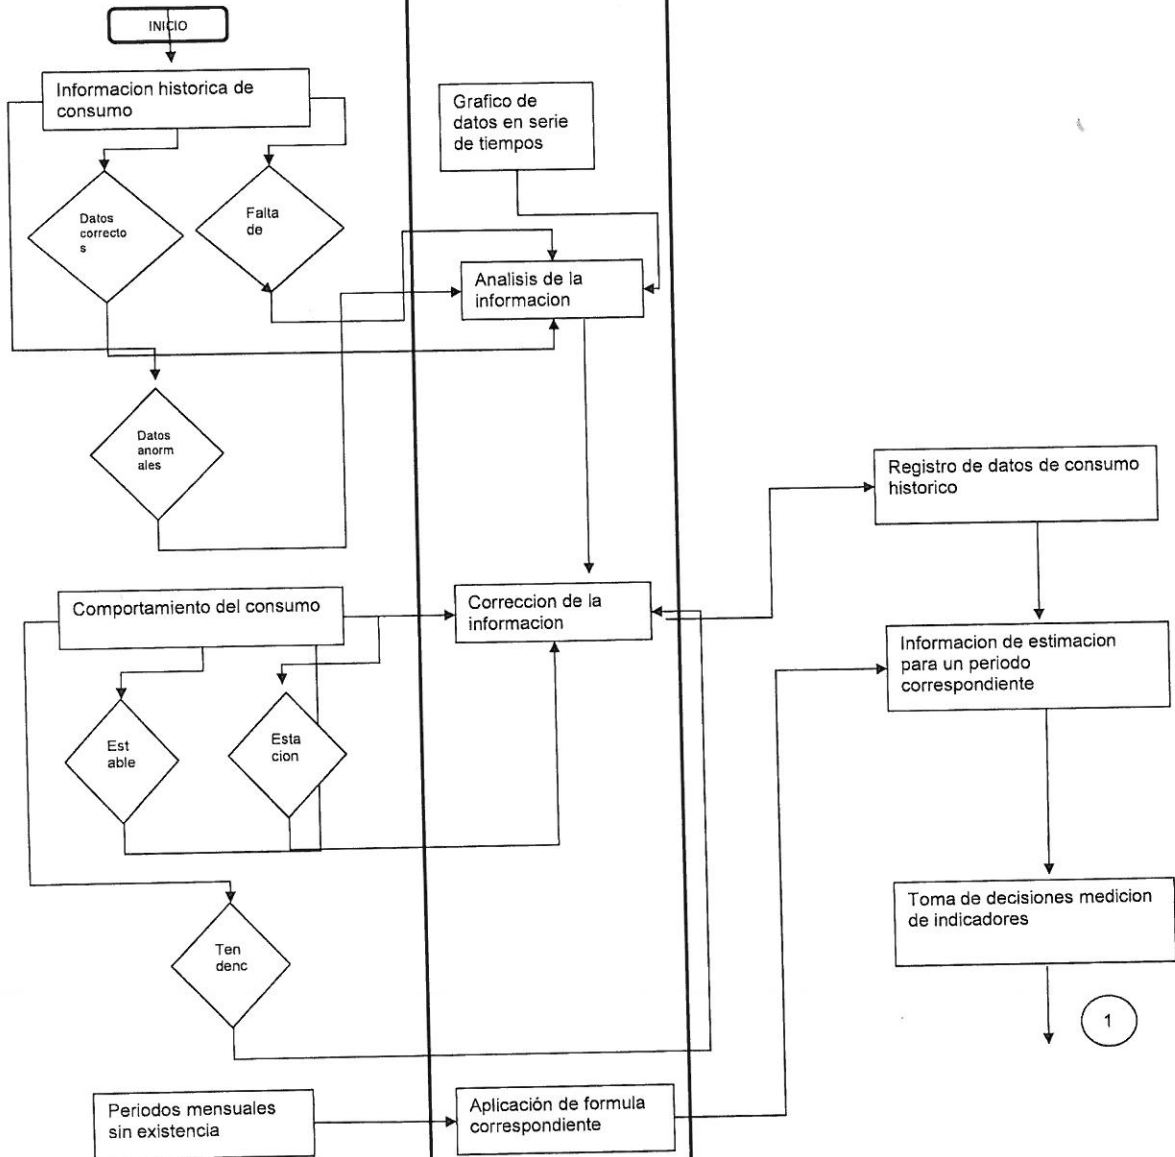 INICIO
Informacion historica de
consumo
Grafico de
datos en serie
de tiempos
Datos
correcto
s
Falta
de
Analisis de la
informacion
Datos
anorm
ales
Registro de datos de consumo
historico
Comportamiento del consumo
Correccion de la
informacion
Informacion de estimacion
para un periodo
correspondiente
Est
able
Esta
cion
Toma de decisiones medicion
de indicadores
Ten
denc
1
Periodos mensuales
sin existencia
Aplicación de formula
correspondiente